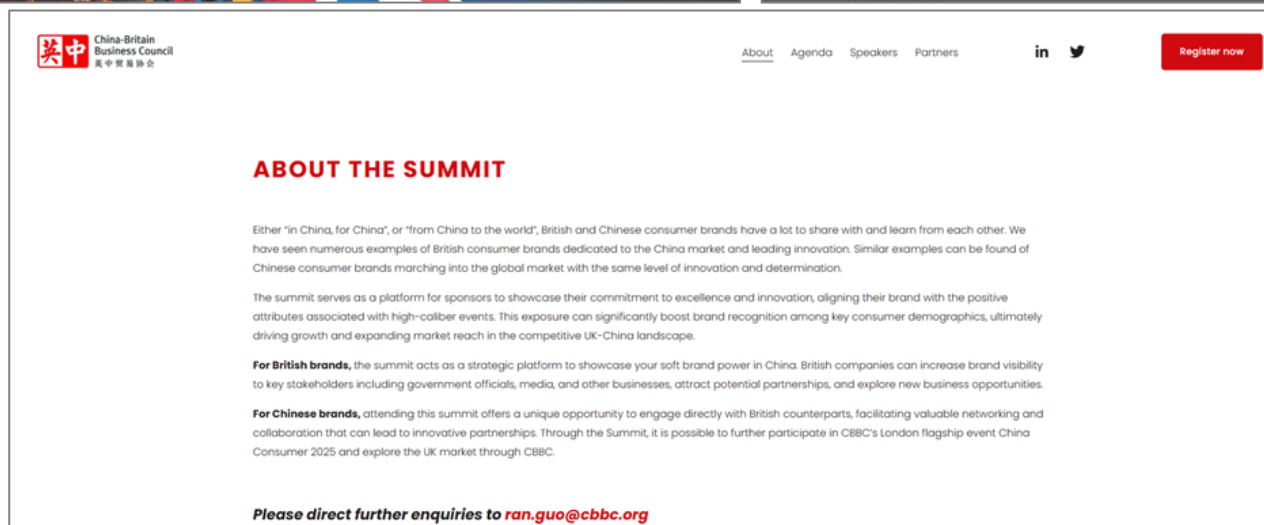 China-Britain
Business Council
英中贸易协会
英中
About Agenda Speakers Partners
in
Register now
ABOUT THE SUMMIT
Either "in China, for China", or "from China to the world", British and Chinese consumer brands have a lot to share with and learn from each other. We
have seen numerous examples of British consumer brands dedicated to the China market and leading innovation. Similar examples can be found of
Chinese consumer brands marching into the global market with the same level of innovation and determination.
The summit serves as a platform for sponsors to showcase their commitment to excellence and innovation, aligning their brand with the positive
attributes associated with high-caliber events. This exposure can significantly boost brand recognition among key consumer demographics, ultimately
driving growth and expanding market reach in the competitive UK-China landscape.
For British brands, the summit acts as a strategic platform to showcase your soft brand power in China. British companies can increase brand visibility
to key stakeholders including government officials, media, and other businesses, attract potential partnerships, and explore new business opportunities.
For Chinese brands, attending this summit offers a unique opportunity to engage directly with British counterparts, facilitating valuable networking and
collaboration that can lead to innovative partnerships. Through the Summit, it is possible to further participate in CBBC's London flagship event China
Consumer 2025 and explore the UK market through CBBC.
Please direct further enquiries to ran.guo@cbbc.org